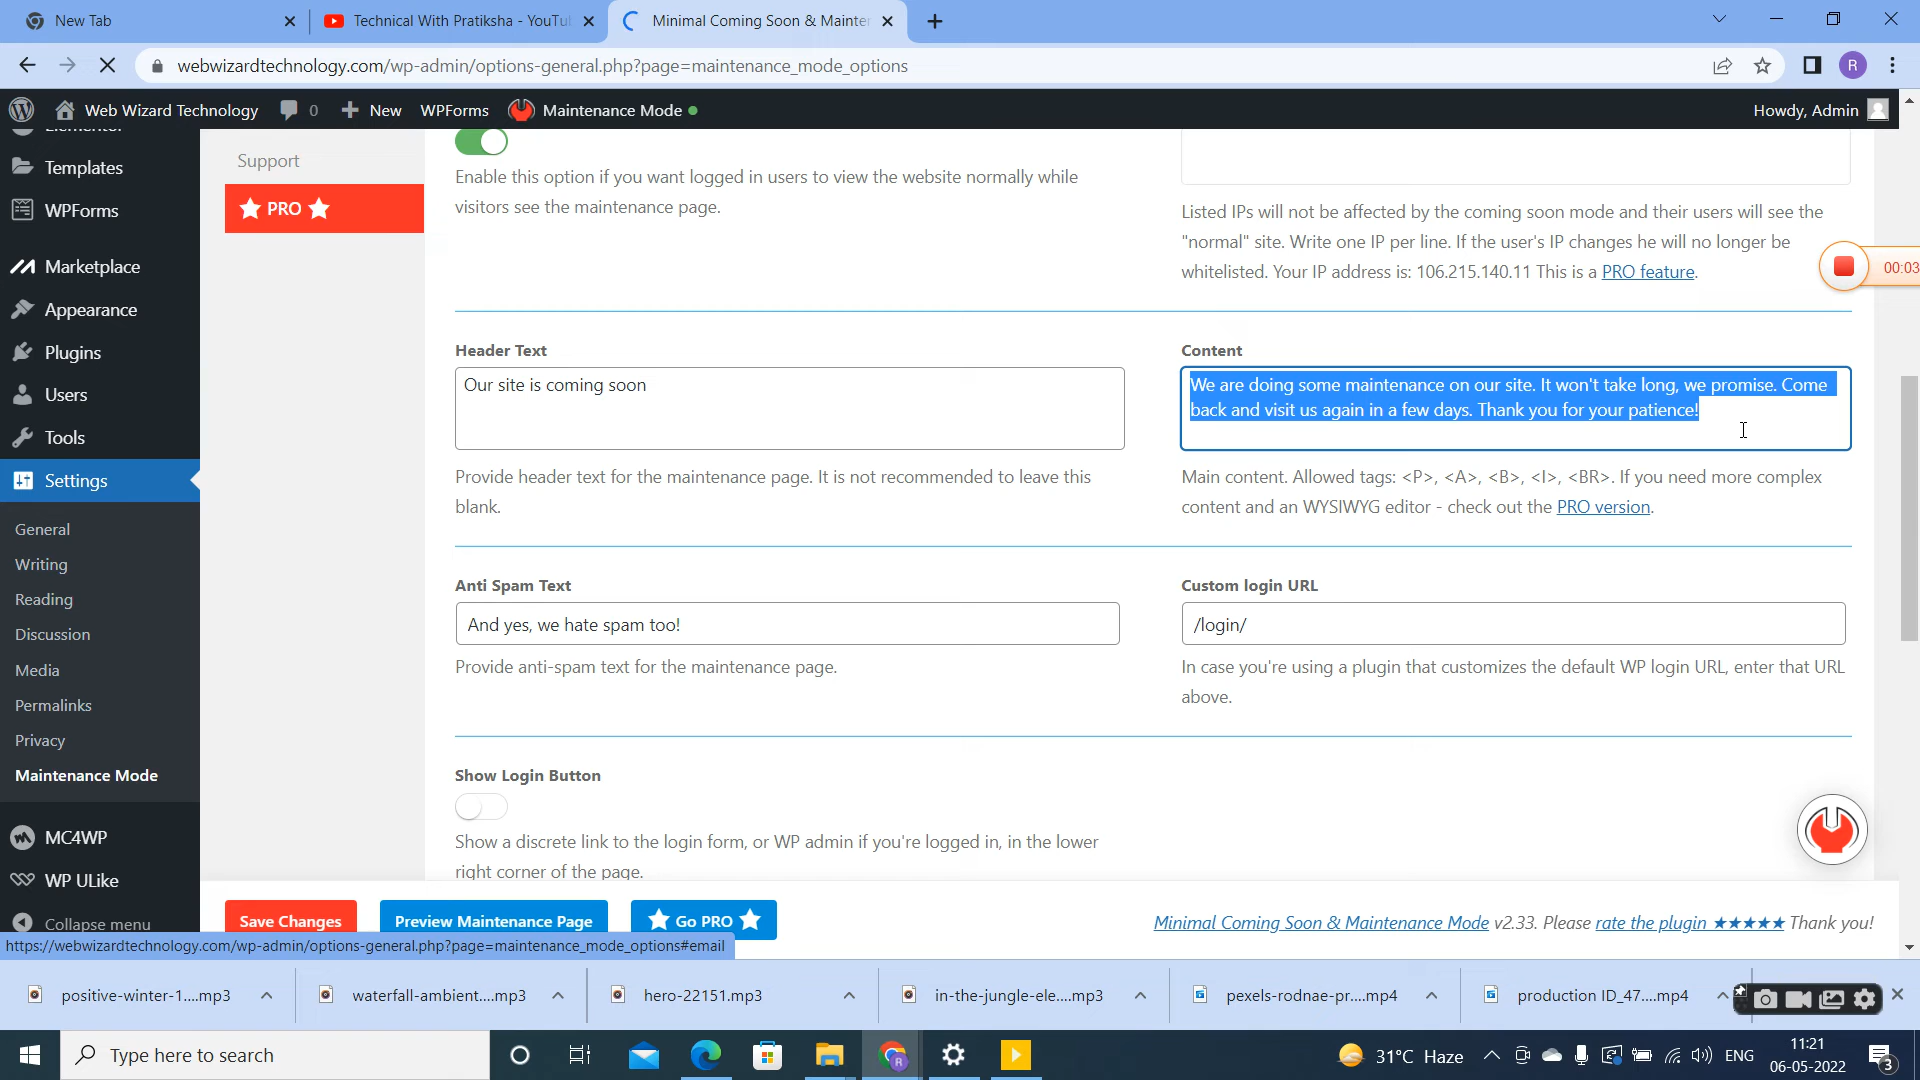 New Tab
Technical With Pratiksha - YouTu
Minimal Coming Soon & Mainte
webwizardtechnology.com/wp-admin/options-general.php?page=maintenance_mode_options
Web Wizard Technology
0
New
WPForms
Maintenance Mode
Howdy, Admin
Elementor
Templates
WPForms
Marketplace
Appearance
Plugins
Users
Tools
Settings
General
Writing
Reading
Discussion
Media
Permalinks
Privacy
Maintenance Mode
MC4WP
WP ULike
Collapse menu
Support
PRO
Enable this option if you want logged in users to view the website normally while
visitors see the maintenance page.
Listed IPs will not be affected by the coming soon mode and their users will see the
"normal" site. Write one IP per line. If the user's IP changes he will no longer be
whitelisted. Your IP address is: 106.215.140.11 This is a PRO feature.
00:03
Header Text
Our site is coming soon
Provide header text for the maintenance page. It is not recommended to leave this
blank.
Content
We are doing some maintenance on our site. It won't take long, we promise. Come
back and visit us again in a few days. Thank you for your patience!
Main content. Allowed tags: <P>, <A>, <B>, <I>, <BR>. If you need more complex
content and an WYSIWYG editor - check out the PRO version.
Anti Spam Text
And yes, we hate spam too!
Provide anti-spam text for the maintenance page.
Custom login URL
/login/
In case you're using a plugin that customizes the default WP login URL, enter that URL
above.
Show Login Button
Show a discrete link to the login form, or WP admin if you're logged in, in the lower
right corner of the page.
Save Changes
Preview Maintenance Page
Go PRO
Minimal Coming Soon & Maintenance Mode v2.33. Please rate the plugin ★★★★★ Thank you!
https://webwizardtechnology.com/wp-admin/options-general.php?page=maintenance_mode_options#email
positive-winter-1....mp3
waterfall-ambient....mp3
hero-22151.mp3
in-the-jungle-ele....mp3
pexels-rodnae-pr....mp4
production ID_47....mp4
Type here to search
31°C Haze
ENG
11:21
06-05-2022
3
R